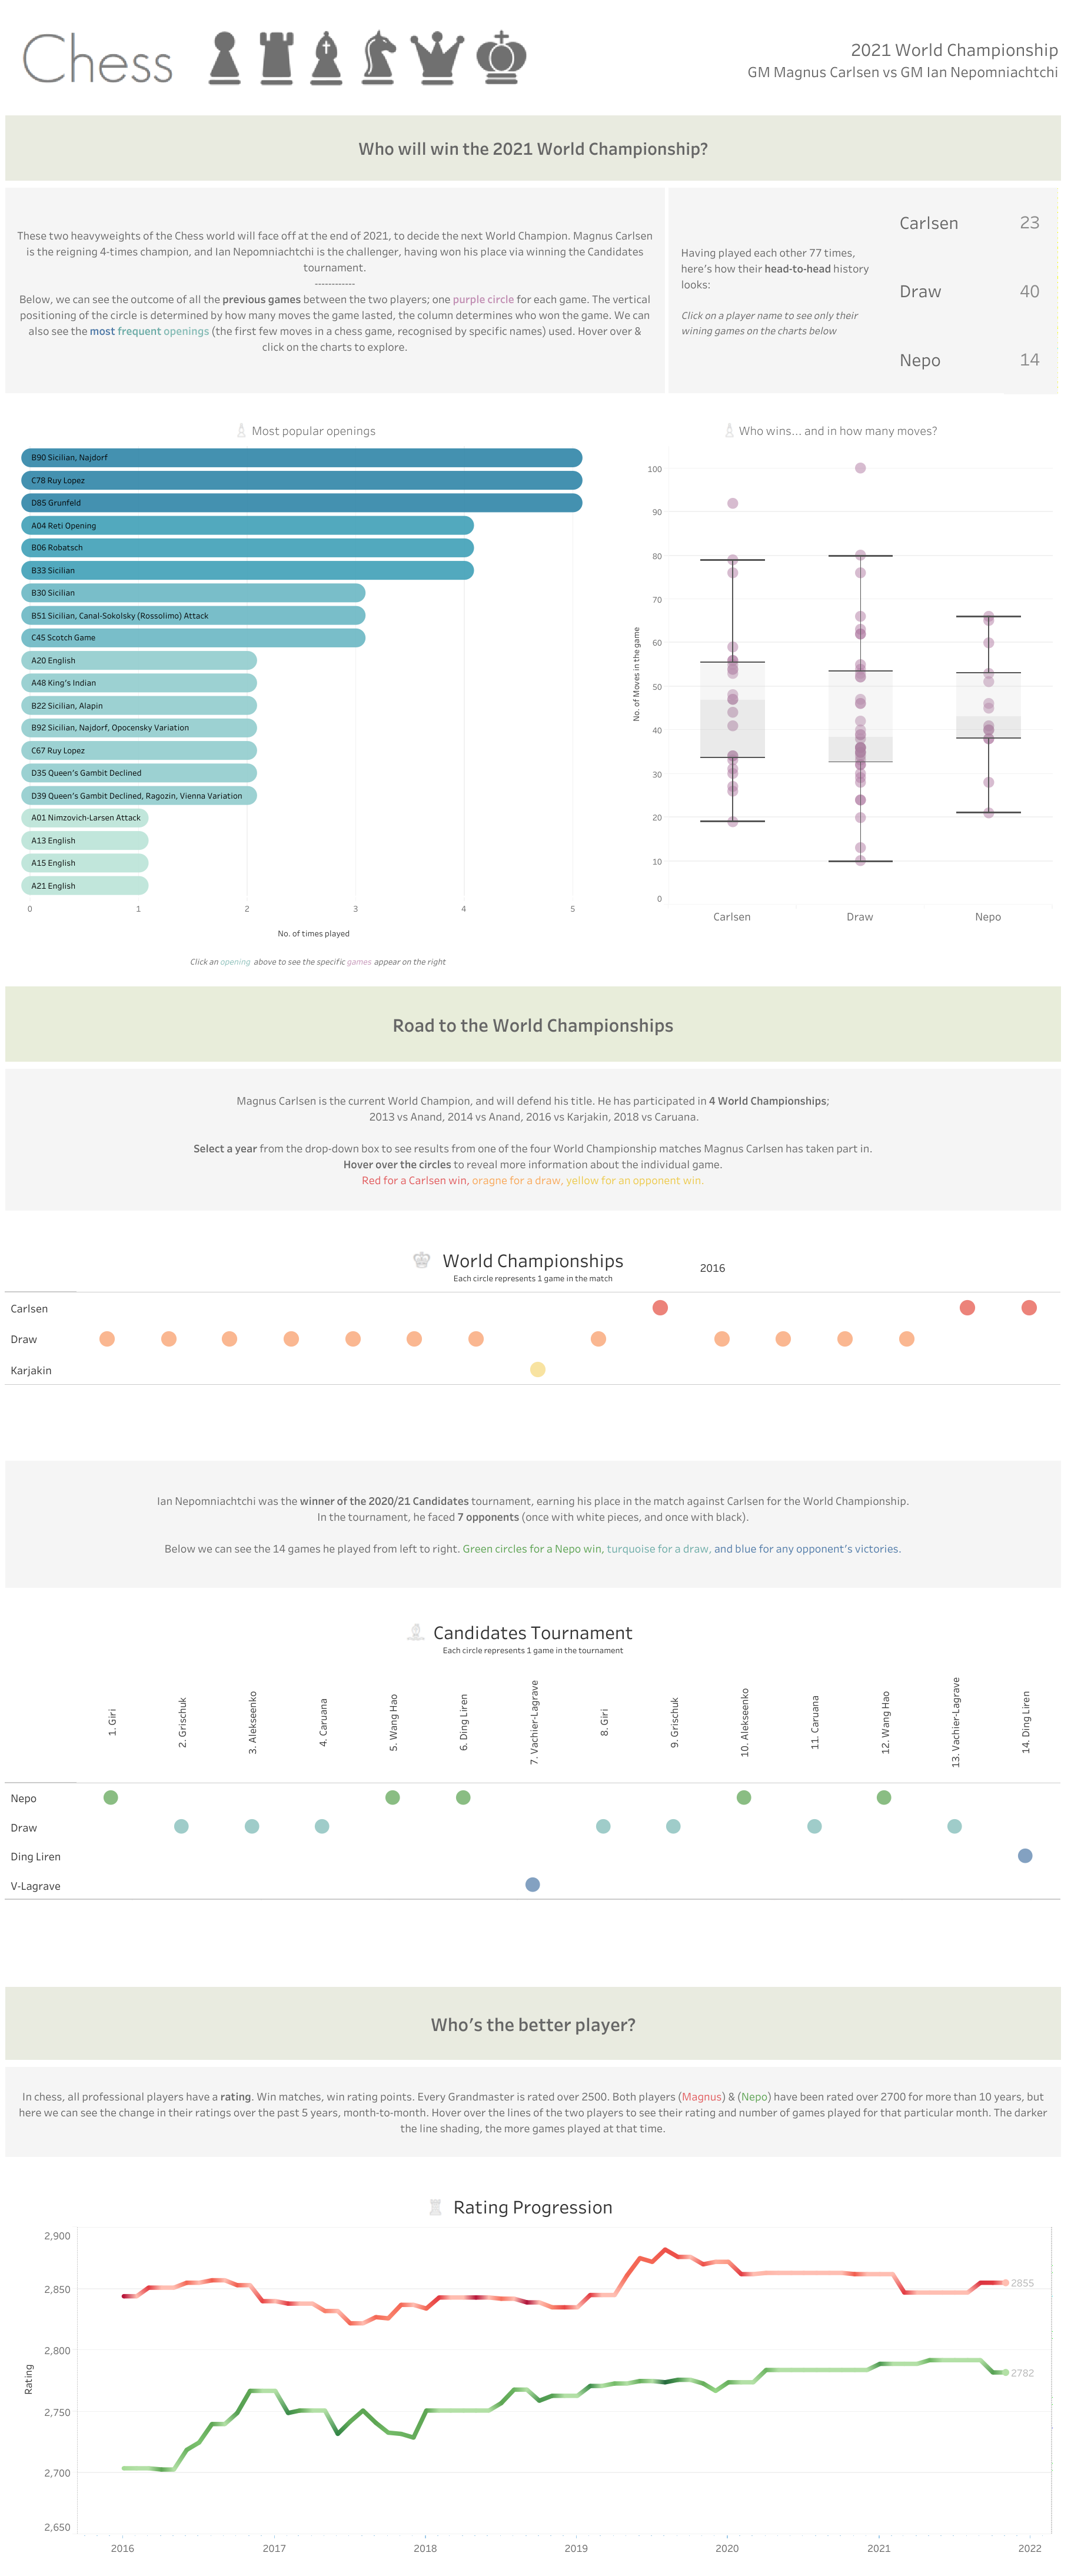 Chess
2021 World Championship
GM Magnus Carlsen vs GM Ian Nepomniachtchi
Who will win the 2021 World Championship?
These two heavyweights of the Chess world will face off at the end of 2021, to decide the next World Champion. Magnus Carlsen
is the reigning 4-times champion, and Ian Nepomniachtchi is the challenger, having won his place via winning the Candidates
tournament.
------------
Below, we can see the outcome of all the previous games between the two players; one purple circle for each game. The vertical
positioning of the circle is determined by how many moves the game lasted, the column determines who won the game. We can
also see the most frequent openings (the first few moves in a chess game, recognised by specific names) used. Hover over &
click on the charts to explore.
Having played each other 77 times,
here's how their head-to-head history
looks:
Click on a player name to see only their
wining games on the charts below
Carlsen 23
Draw 40
Nepo 14
Most popular openings
B90 Sicilian, Najdorf
C78 Ruy Lopez
D85 Grunfeld
A04 Reti Opening
B06 Robatsch
B33 Sicilian
B30 Sicilian
B51 Sicilian, Canal-Sokolsky (Rossolimo) Attack
C45 Scotch Game
A20 English
A48 King's Indian
B22 Sicilian, Alapin
B92 Sicilian, Najdorf, Opocensky Variation
C67 Ruy Lopez
D35 Queen's Gambit Declined
D39 Queen's Gambit Declined, Ragozin, Vienna Variation
A01 Nimzovich-Larsen Attack
A13 English
A15 English
A21 English
0 1 2 3 4 5
No. of times played
Click an opening above to see the specific games appear on the right
Who wins... and in how many moves?
No. of Moves in the game
100
90
80
70
60
50
40
30
20
10
0
Carlsen Draw Nepo
Road to the World Championships
Magnus Carlsen is the current World Champion, and will defend his title. He has participated in 4 World Championships;
2013 vs Anand, 2014 vs Anand, 2016 vs Karjakin, 2018 vs Caruana.
Select a year from the drop-down box to see results from one of the four World Championship matches Magnus Carlsen has taken part in.
Hover over the circles to reveal more information about the individual game.
Red for a Carlsen win, oragne for a draw, yellow for an opponent win.
World Championships
Each circle represents 1 game in the match
2016
Carlsen
Draw
Karjakin
Ian Nepomniachtchi was the winner of the 2020/21 Candidates tournament, earning his place in the match against Carlsen for the World Championship.
In the tournament, he faced 7 opponents (once with white pieces, and once with black).
Below we can see the 14 games he played from left to right. Green circles for a Nepo win, turquoise for a draw, and blue for any opponent's victories.
Candidates Tournament
Each circle represents 1 game in the tournament
1. Giri
2. Grischuk
3. Alekseenko
4. Caruana
5. Wang Hao
6. Ding Liren
7. Vachier-Lagrave
8. Giri
9. Grischuk
10. Alekseenko
11. Caruana
12. Wang Hao
13. Vachier-Lagrave
14. Ding Liren
Nepo
Draw
Ding Liren
V-Lagrave
Who's the better player?
In chess, all professional players have a rating. Win matches, win rating points. Every Grandmaster is rated over 2500. Both players (Magnus) & (Nepo) have been rated over 2700 for more than 10 years, but
here we can see the change in their ratings over the past 5 years, month-to-month. Hover over the lines of the two players to see their rating and number of games played for that particular month. The darker
the line shading, the more games played at that time.
Rating Progression
Rating
2,900
2,850
2,800
2,750
2,700
2,650
2855
2782
2016 2017 2018 2019 2020 2021 2022